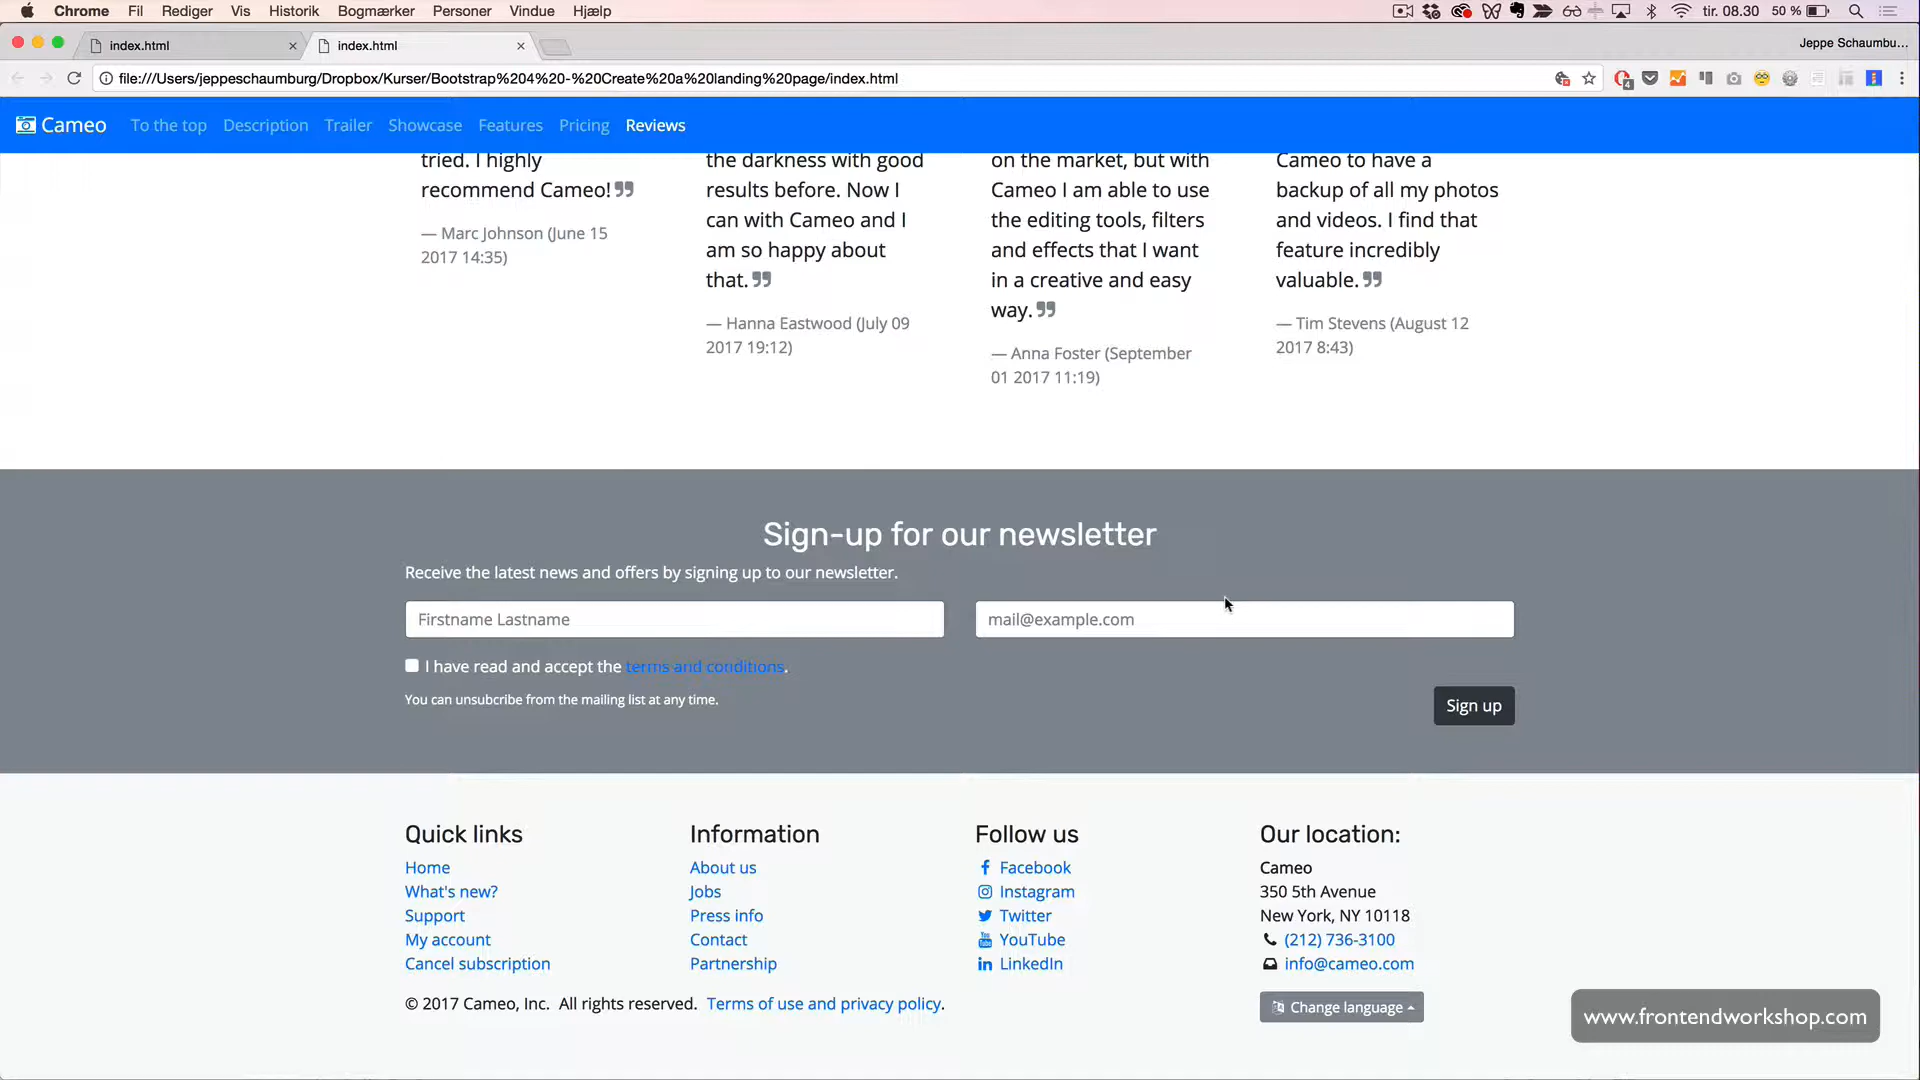 Chrome Fil Rediger Vis Historik Bogmærker Personer Vindue Hjælp tir. 08.30 50 %
index.html index.html Jeppe Schaumbu...
file:///Users/jeppeschaumburg/Dropbox/Kurser/Bootstrap%204%20-%20Create%20a%20landing%20page/index.html
Cameo To the top Description Trailer Showcase Features Pricing Reviews
tried. I highly
recommend Cameo!
— Marc Johnson (June 15
2017 14:35)
the darkness with good
results before. Now I
can with Cameo and I
am so happy about
that.
— Hanna Eastwood (July 09
2017 19:12)
on the market, but with
Cameo I am able to use
the editing tools, filters
and effects that I want
in a creative and easy
way.
— Anna Foster (September
01 2017 11:19)
Cameo to have a
backup of all my photos
and videos. I find that
feature incredibly
valuable.
— Tim Stevens (August 12
2017 8:43)
Sign-up for our newsletter
Receive the latest news and offers by signing up to our newsletter.
Firstname Lastname mail@example.com
I have read and accept the terms and conditions.
You can unsubcribe from the mailing list at any time.
Sign up
Quick links
Home
What's new?
Support
My account
Cancel subscription
Information
About us
Jobs
Press info
Contact
Partnership
Follow us
Facebook
Instagram
Twitter
YouTube
LinkedIn
Our location:
Cameo
350 5th Avenue
New York, NY 10118
(212) 736-3100
info@cameo.com
© 2017 Cameo, Inc. All rights reserved. Terms of use and privacy policy.
Change language
www.frontendworkshop.com